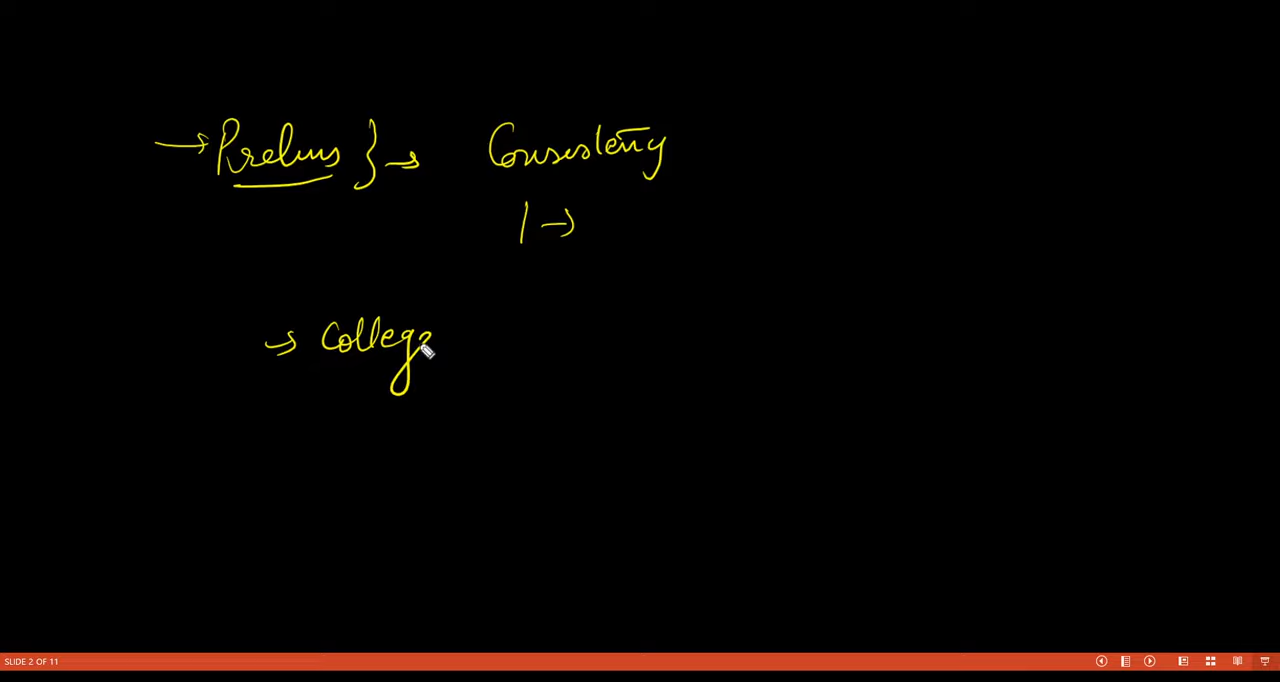 → Prelims } → Consistency
| →
→ College
SLIDE 2 OF 11